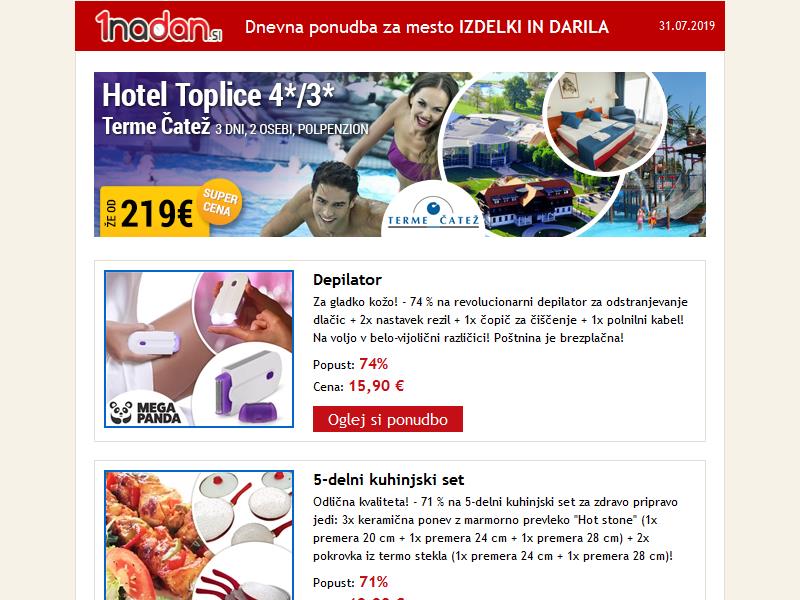 1nadan.si
Dnevna ponudba za mesto IZDELKI IN DARILA
31.07.2019
Hotel Toplice 4*/3*
Terme Čatež 3 DNI, 2 OSEBI, POLPENZION
ŽE OD 219€
SUPER CENA
TERME ČATEŽ
Depilator
Za gladko kožo! - 74 % na revolucionarni depilator za odstranjevanje
dlačic + 2x nastavek rezil + 1x čopič za čiščenje + 1x polnilni kabel!
Na voljo v belo-vijolični različici! Poštnina je brezplačna!
Popust: 74%
Cena: 15,90 €
Oglej si ponudbo
MEGA
PANDA
5-delni kuhinjski set
Odlična kvaliteta! - 71 % na 5-delni kuhinjski set za zdravo pripravo
jedi: 3x keramična ponev z marmorno prevleko "Hot stone" (1x
premera 20 cm + 1x premera 24 cm + 1x premera 28 cm) + 2x
pokrovka iz termo stekla (1x premera 24 cm + 1x premera 28 cm)!
Popust: 71%